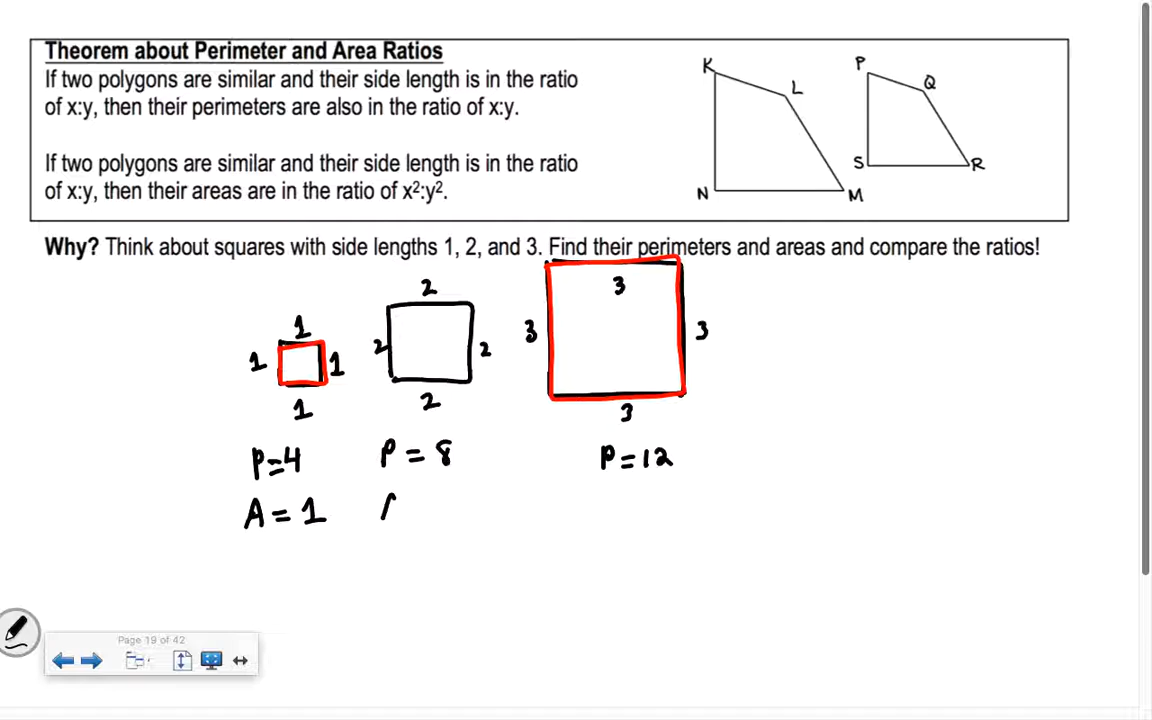 Theorem about Perimeter and Area Ratios
If two polygons are similar and their side length is in the ratio
of x:y, then their perimeters are also in the ratio of x:y.
If two polygons are similar and their side length is in the ratio
of x:y, then their areas are in the ratio of x²:y².
K
L
N
M
P
Q
S
R
Why? Think about squares with side lengths 1, 2, and 3. Find their perimeters and areas and compare the ratios!
1
1
1
1
2
2
2
2
3
3
3
3
P=4
P = 8
P=12
A = 1
Page 19 of 42